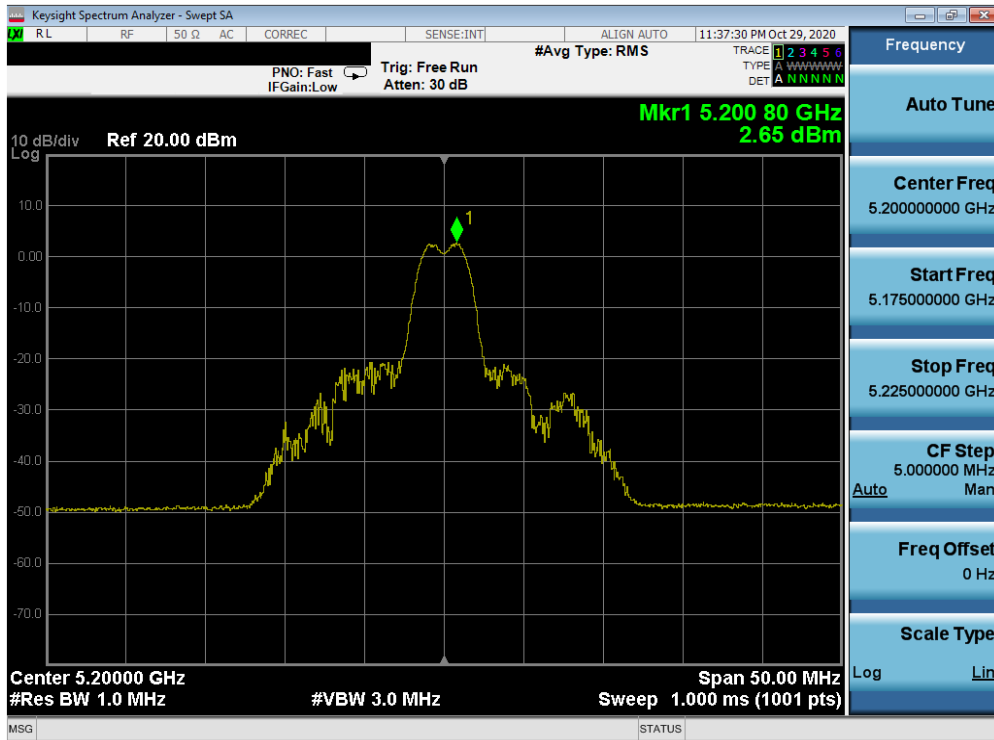 Keysight Spectrum Analyzer - Swept SA
LXI RL RF 50 Ω AC CORREC SENSE:INT ALIGN AUTO 11:37:30 PM Oct 29, 2020
PNO: Fast
IFGain:Low
Trig: Free Run
Atten: 30 dB
#Avg Type: RMS
TRACE 1 2 3 4 5 6
TYPE A WWWWW
DET A N N N N N
Mkr1 5.200 80 GHz
2.65 dBm
10 dB/div Ref 20.00 dBm
Log
10.0
0.00
-10.0
-20.0
-30.0
-40.0
-50.0
-60.0
-70.0
1
Center 5.20000 GHz Span 50.00 MHz
#Res BW 1.0 MHz #VBW 3.0 MHz Sweep 1.000 ms (1001 pts)
MSG STATUS
Frequency
Auto Tune
Center Freq
5.200000000 GHz
Start Freq
5.175000000 GHz
Stop Freq
5.225000000 GHz
CF Step
5.000000 MHz
Auto Man
Freq Offset
0 Hz
Scale Type
Log Lin